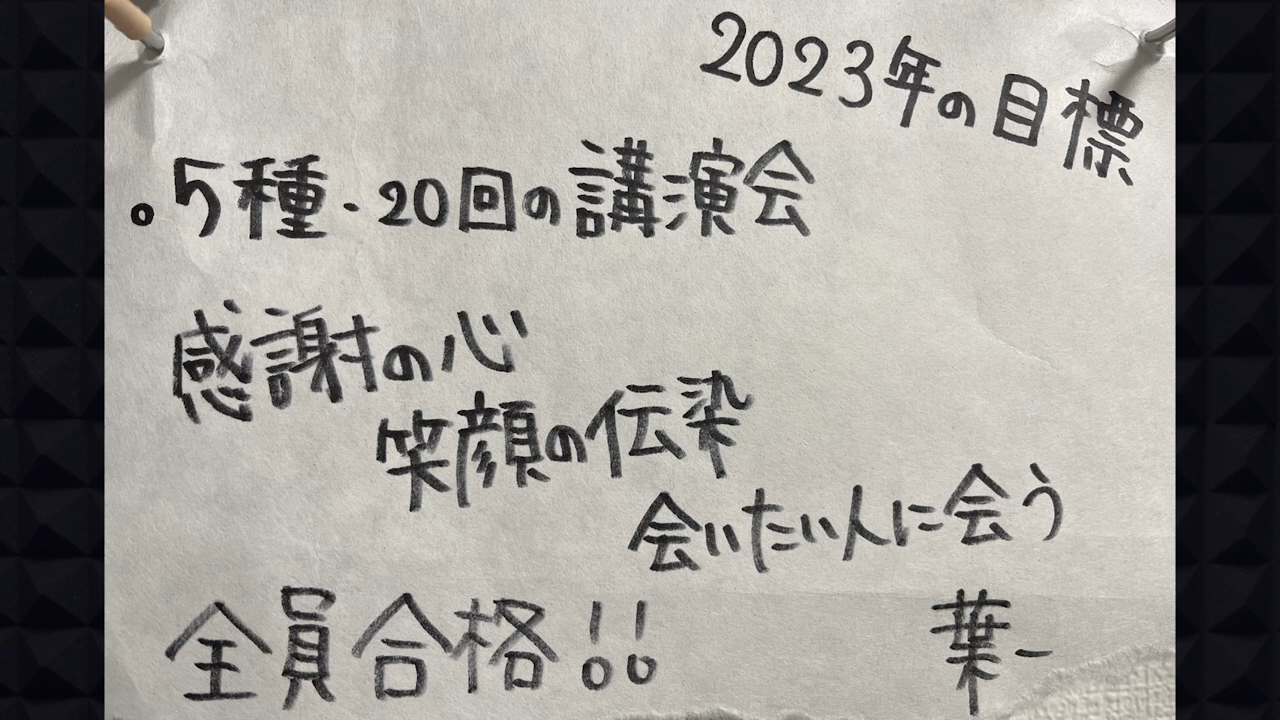 2023年の目標
。5種・20回の講演会
感謝の心
笑顔の伝染
会いたい人に会う
全員合格!!
葉一